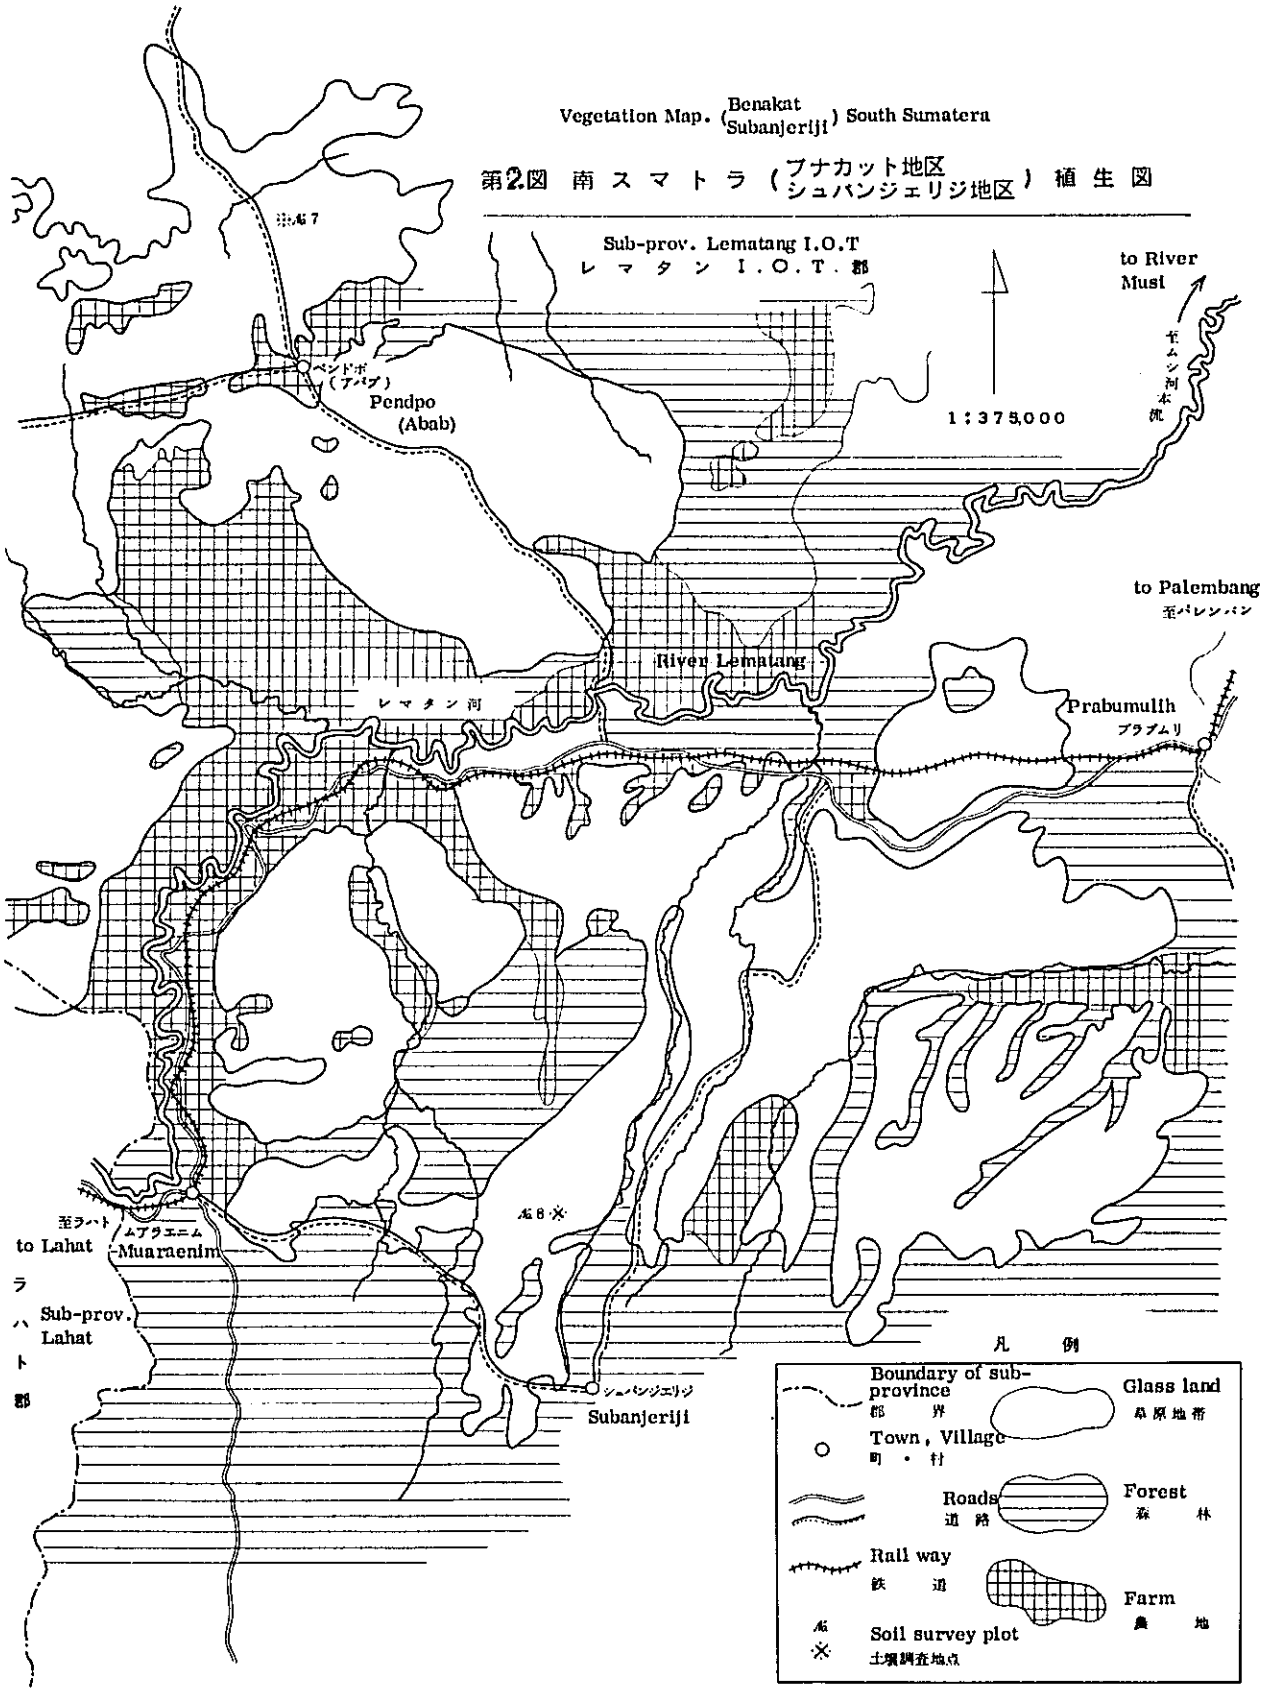 Vegetation Map. (Benakat Subanjeriji) South Sumatera
第2図 南スマトラ (ブナカット地区 シュバンジェリジ地区)植生図
Sub-prov. Lematang I.O.T
レマタン I.O.T. 郡
to River
Musi
至ムシ河本流
№7
ペンドポ
(アバブ)
Pendpo
(Abab)
1:375,000
to Palembang
至パレンバン
River Lematang
レマタン河
Prabumulih
プラブムリ
№8
至ラハト
to Lahat
ムアラエニム
Muaraenim
ラハト郡
Sub-prov.
Lahat
シュバンジエリジ
Subanjeriji
凡例
Boundary of sub-
province
郡界
Glass land
草原地帯
Town, Village
町・村
Roads
道路
Forest
森林
Rail way
鉄道
Farm
農地
№
Soil survey plot
土壌調査地点